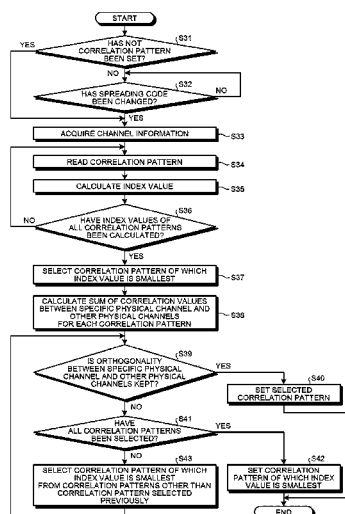 START
S31
HAS NOT
CORRELATION PATTERN
BEEN SET?
YES
NO
S32
HAS SPREADING CODE
BEEN CHANGED?
NO
YES
ACQUIRE CHANNEL INFORMATION
S33
READ CORRELATION PATTERN
S34
CALCULATE INDEX VALUE
S35
S36
HAVE INDEX VALUES OF
ALL CORRELATION PATTERNS
BEEN CALCULATED?
NO
YES
SELECT CORRELATION PATTERN OF WHICH
INDEX VALUE IS SMALLEST
S37
CALCULATE SUM OF CORRELATION VALUES
BETWEEN SPECIFIC PHYSICAL CHANNEL AND
OTHER PHYSICAL CHANNELS
FOR EACH CORRELATION PATTERN
S38
S39
IS ORTHOGONALITY
BETWEEN SPECIFIC PHYSICAL
CHANNEL AND OTHER PHYSICAL
CHANNELS KEPT?
YES
S40
SET SELECTED
CORRELATION PATTERN
NO
S41
HAVE
ALL CORRELATION PATTERNS
BEEN SELECTED?
YES
NO
S43
SELECT CORRELATION PATTERN OF WHICH
INDEX VALUE IS SMALLEST
FROM CORRELATION PATTERNS OTHER THAN
CORRELATION PATTERN SELECTED
PREVIOUSLY
S42
SET CORRELATION
PATTERN OF WHICH INDEX
VALUE IS SMALLEST
END